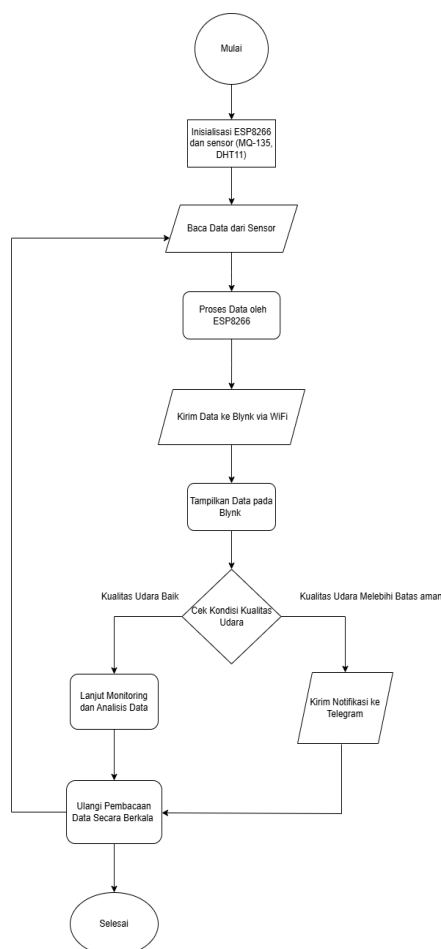 Mulai
Inisialisasi ESP8266
dan sensor (MQ-135,
DHT11)
Baca Data dari Sensor
Proses Data oleh
ESP8266
Kirim Data ke Blynk via WiFi
Tampilkan Data pada
Blynk
Kualitas Udara Baik
Cek Kondisi Kualitas
Udara
Kualitas Udara Melebihi Batas aman
Lanjut Monitoring
dan Analisis Data
Kirim Notifikasi ke
Telegram
Ulangi Pembacaan
Data Secara Berkala
Selesai